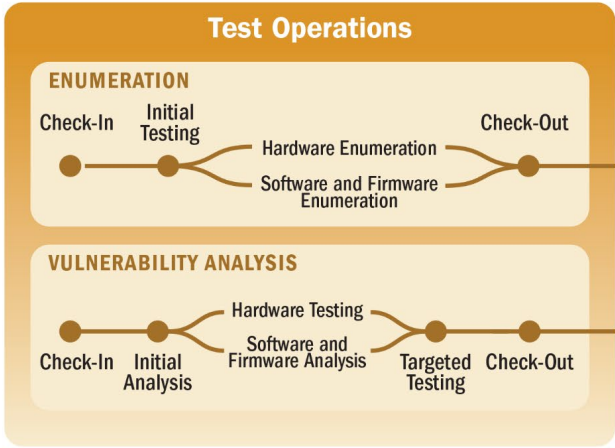 Test Operations
ENUMERATION
Check-In
Initial
Testing
Hardware Enumeration
Software and Firmware
Enumeration
Check-Out
VULNERABILITY ANALYSIS
Check-In
Initial
Analysis
Hardware Testing
Software and
Firmware Analysis
Targeted
Testing
Check-Out